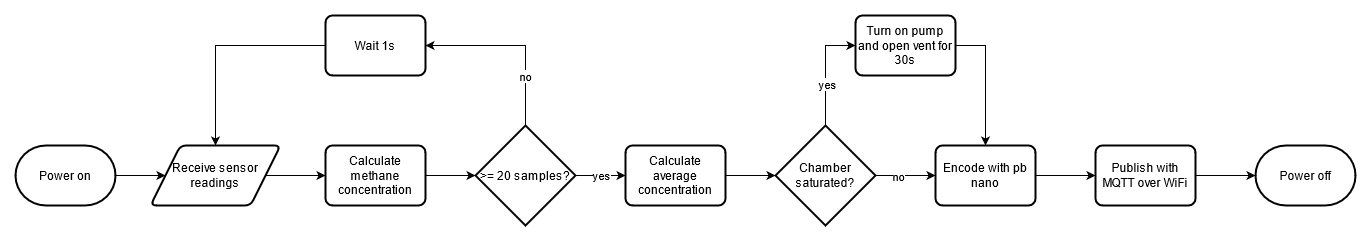 Wait 1s
Turn on pump
and open vent for
30s
no
yes
Power on
Receive sensor
readings
Calculate
methane
concentration
>= 20 samples?
yes
Calculate
average
concentration
Chamber
saturated?
no
Encode with pb
nano
Publish with
MQTT over WiFi
Power off